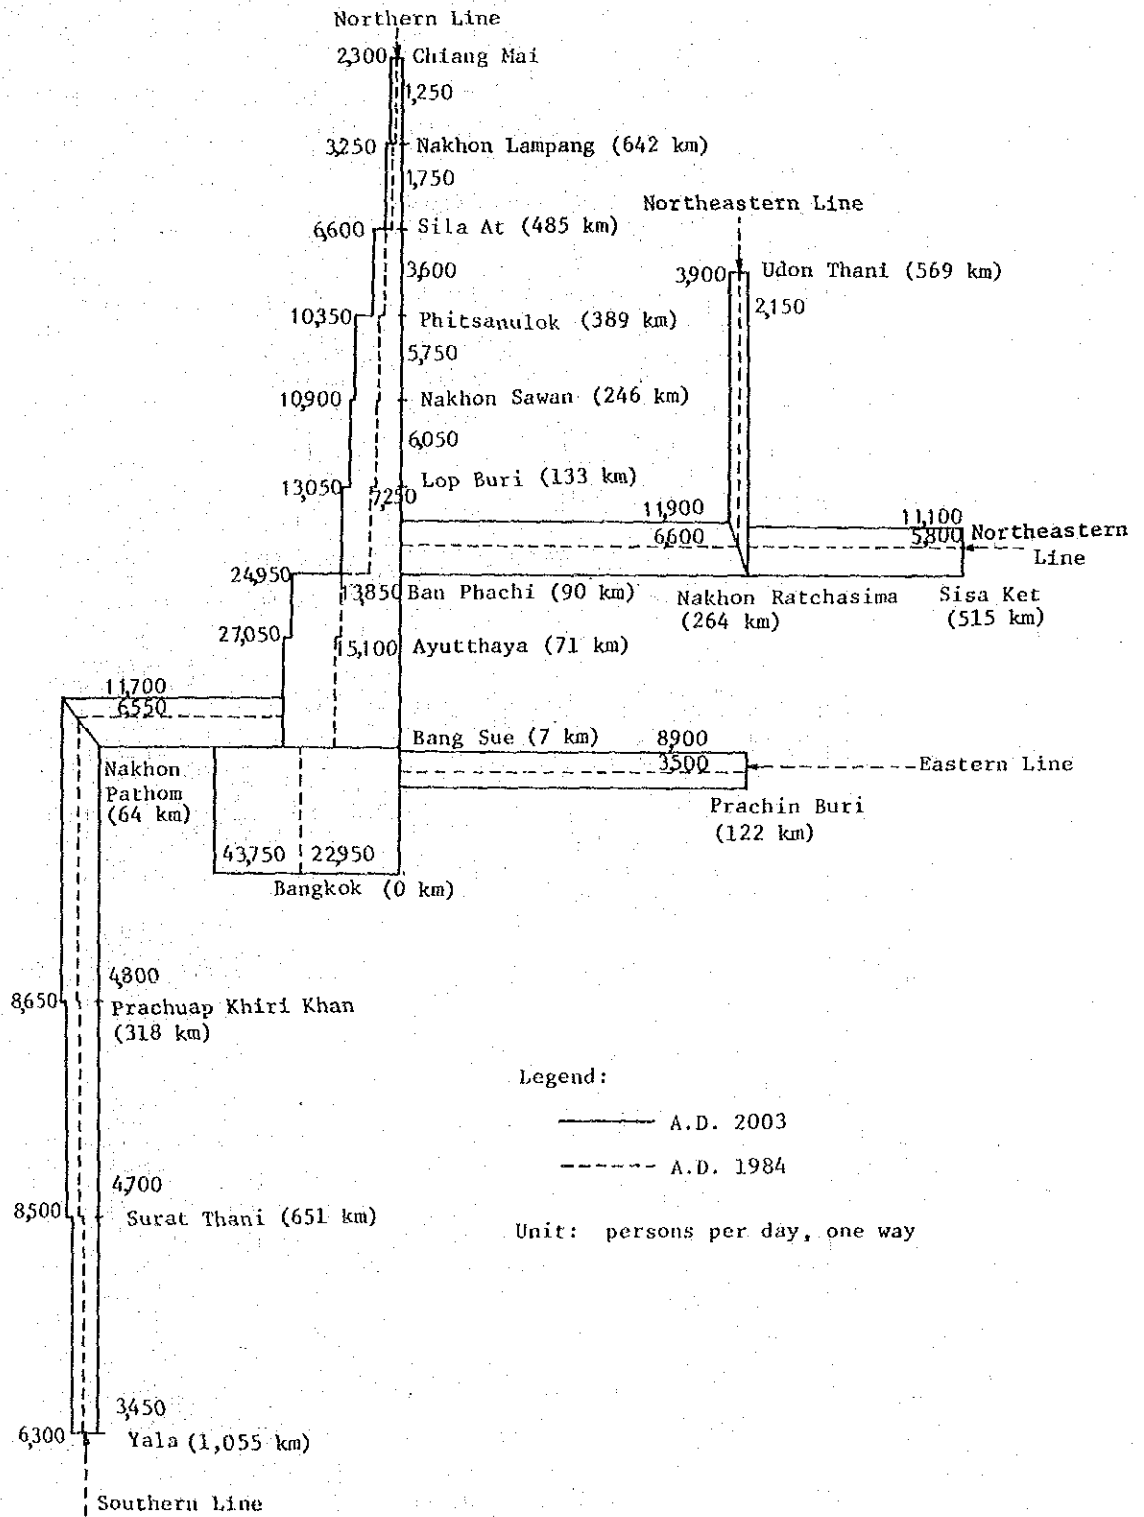 Northern Line
2,300 Chiang Mai
1,250
3,250 Nakhon Lampang (642 km)
1,750
Northeastern Line
6,600 Sila At (485 km)
3,600
3,900 Udon Thani (569 km)
2,150
10,350 Phitsanulok (389 km)
5,750
10,900 Nakhon Sawan (246 km)
6,050
13,050 7,250 Lop Buri (133 km)
11,900
6,600
11,100
5,800 Northeastern
Line
24,950
13,850 Ban Phachi (90 km)
Nakhon Ratchasima
(264 km)
Sisa Ket
(515 km)
27,050 15,100 Ayutthaya (71 km)
11,700
6,550
Bang Sue (7 km)
8,900
3,500
Eastern Line
Nakhon
Pathom
(64 km)
Prachin Buri
(122 km)
43,750 22,950
Bangkok (0 km)
4,800
8,650 Prachuap Khiri Khan
(318 km)
Legend:
A.D. 2003
A.D. 1984
4,700
8,500 Surat Thani (651 km)
Unit: persons per day, one way
3,450
6,300 Yala (1,055 km)
Southern Line